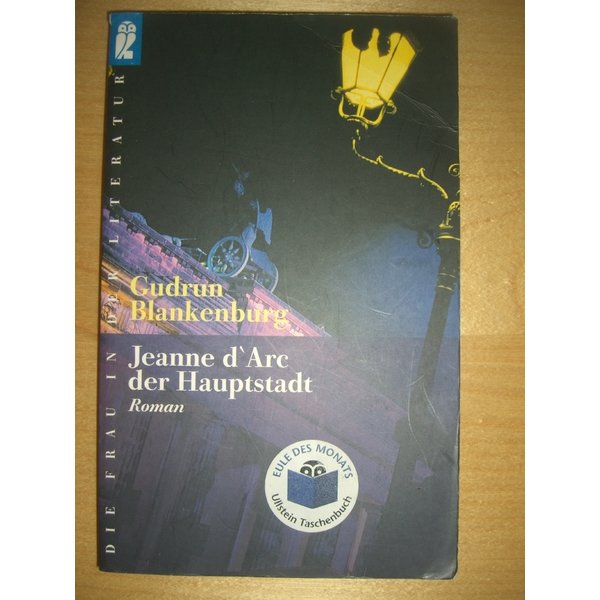 DIE FRAU IN DER LITERATUR
Gudrun
Blankenburg
Jeanne d`Arc
der Hauptstadt
Roman
EULE DES MONATS
Ullstein Taschenbuch